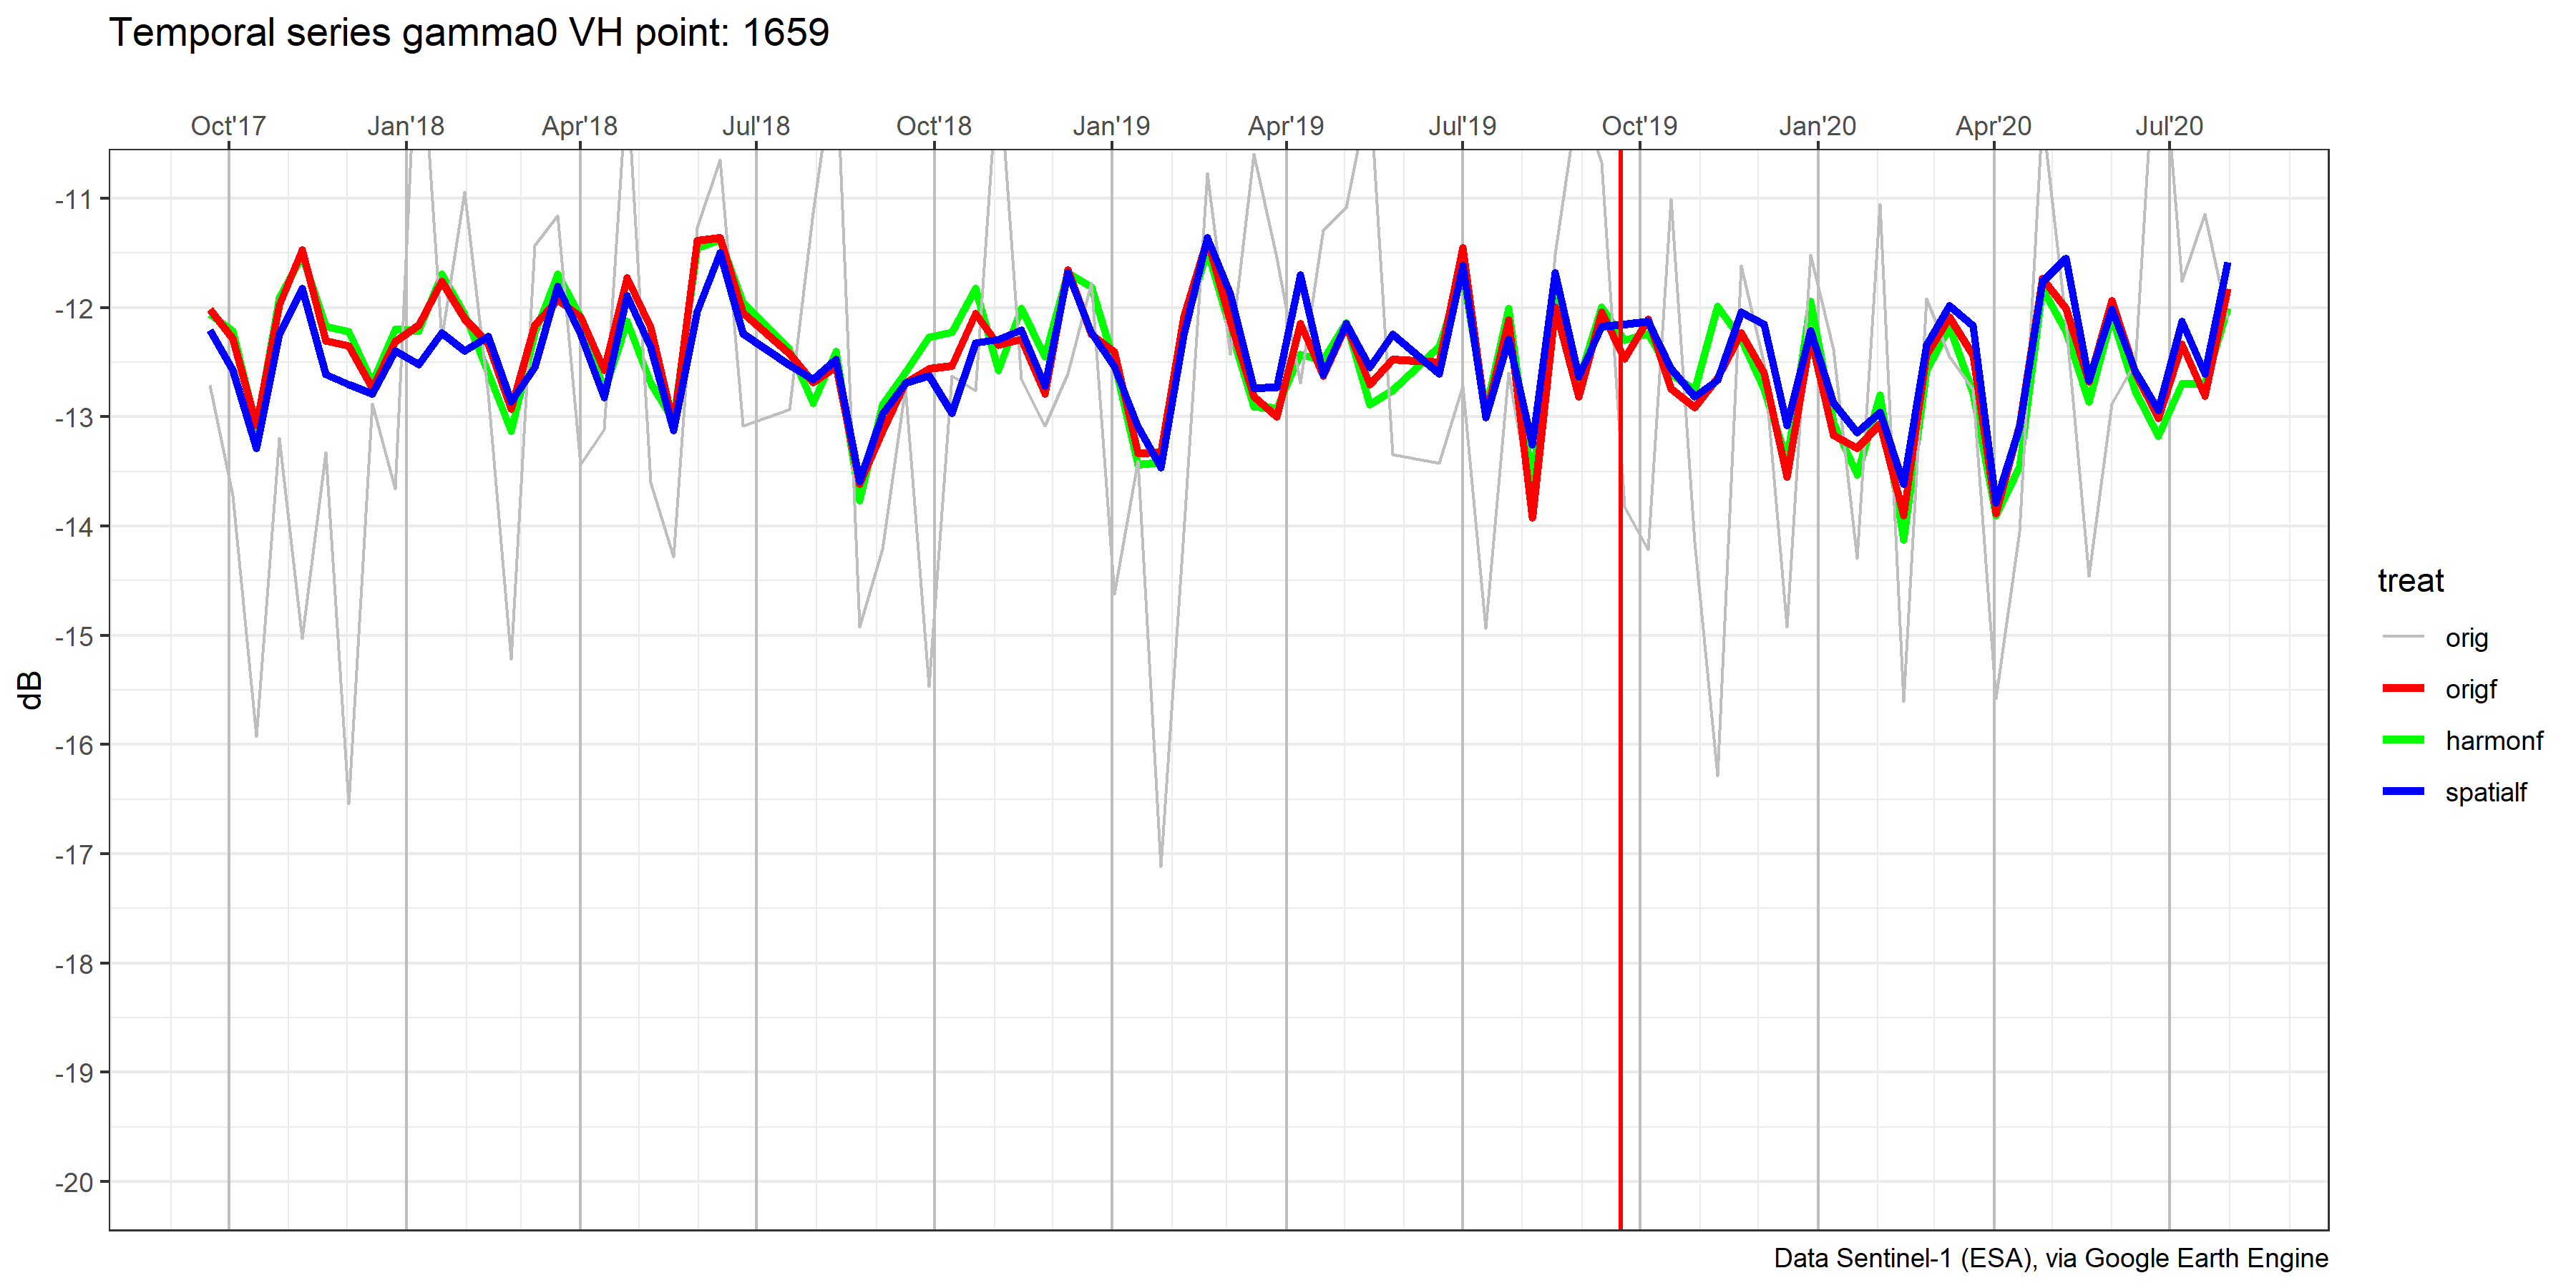 Temporal series gamma0 VH point: 1659
Oct'17 Jan'18 Apr'18 Jul'18 Oct'18 Jan'19 Apr'19 Jul'19 Oct'19 Jan'20 Apr'20 Jul'20
-11
-12
-13
-14
-15
-16
-17
-18
-19
-20
dB
treat
orig
origf
harmonf
spatialf
Data Sentinel-1 (ESA), via Google Earth Engine